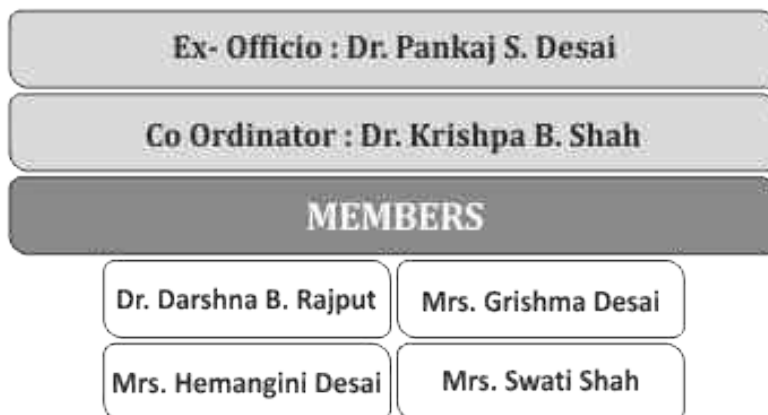 Ex- Officio : Dr. Pankaj S. Desai
Co Ordinator : Dr. Krishpa B. Shah
MEMBERS
Dr. Darshna B. Rajput
Mrs. Grishma Desai
Mrs. Hemangini Desai
Mrs. Swati Shah